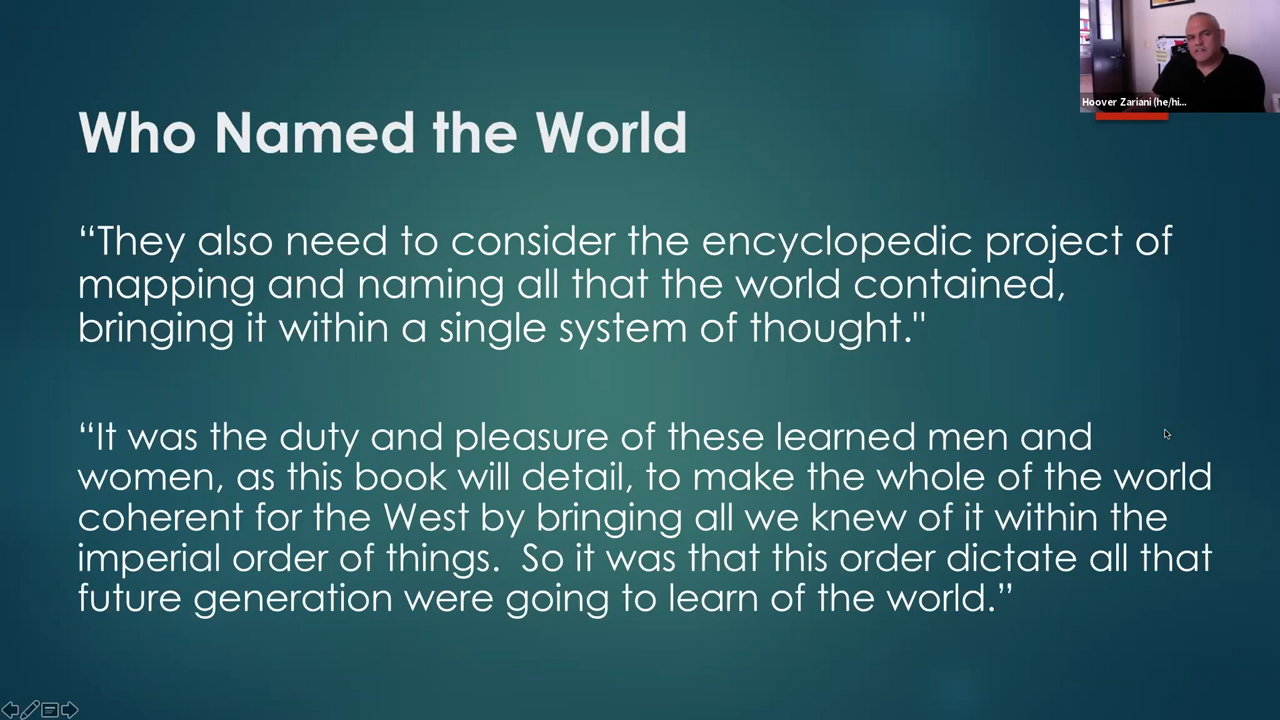 Hoover Zariani (he/hi...
Who Named the World
“They also need to consider the encyclopedic project of
mapping and naming all that the world contained,
bringing it within a single system of thought."
“It was the duty and pleasure of these learned men and
women, as this book will detail, to make the whole of the world
coherent for the West by bringing all we knew of it within the
imperial order of things.  So it was that this order dictate all that
future generation were going to learn of the world.”